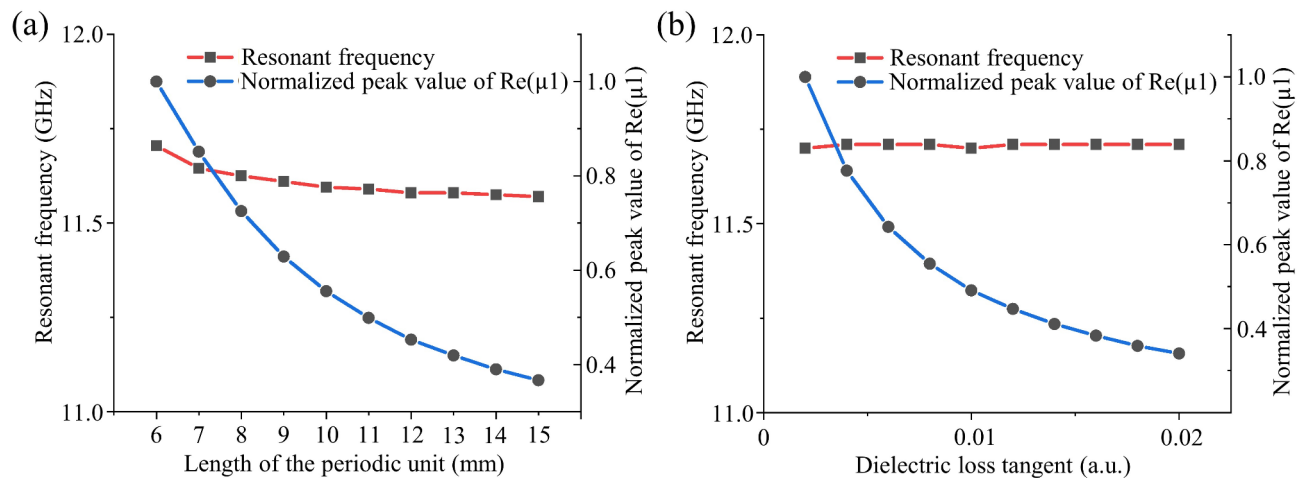 (a)
12.0
11.5
11.0
Resonant frequency (GHz)
Resonant frequency
Normalized peak value of Re(µ1)
1.0
0.8
0.6
0.4
Normalized peak value of Re(µ1)
6 7 8 9 10 11 12 13 14 15
Length of the periodic unit (mm)
(b)
12.0
11.5
11.0
Resonant frequency (GHz)
Resonant frequency
Normalized peak value of Re(µ1)
1.0
0.8
0.6
0.4
Normalized peak value of Re(µ1)
0 0.01 0.02
Dielectric loss tangent (a.u.)